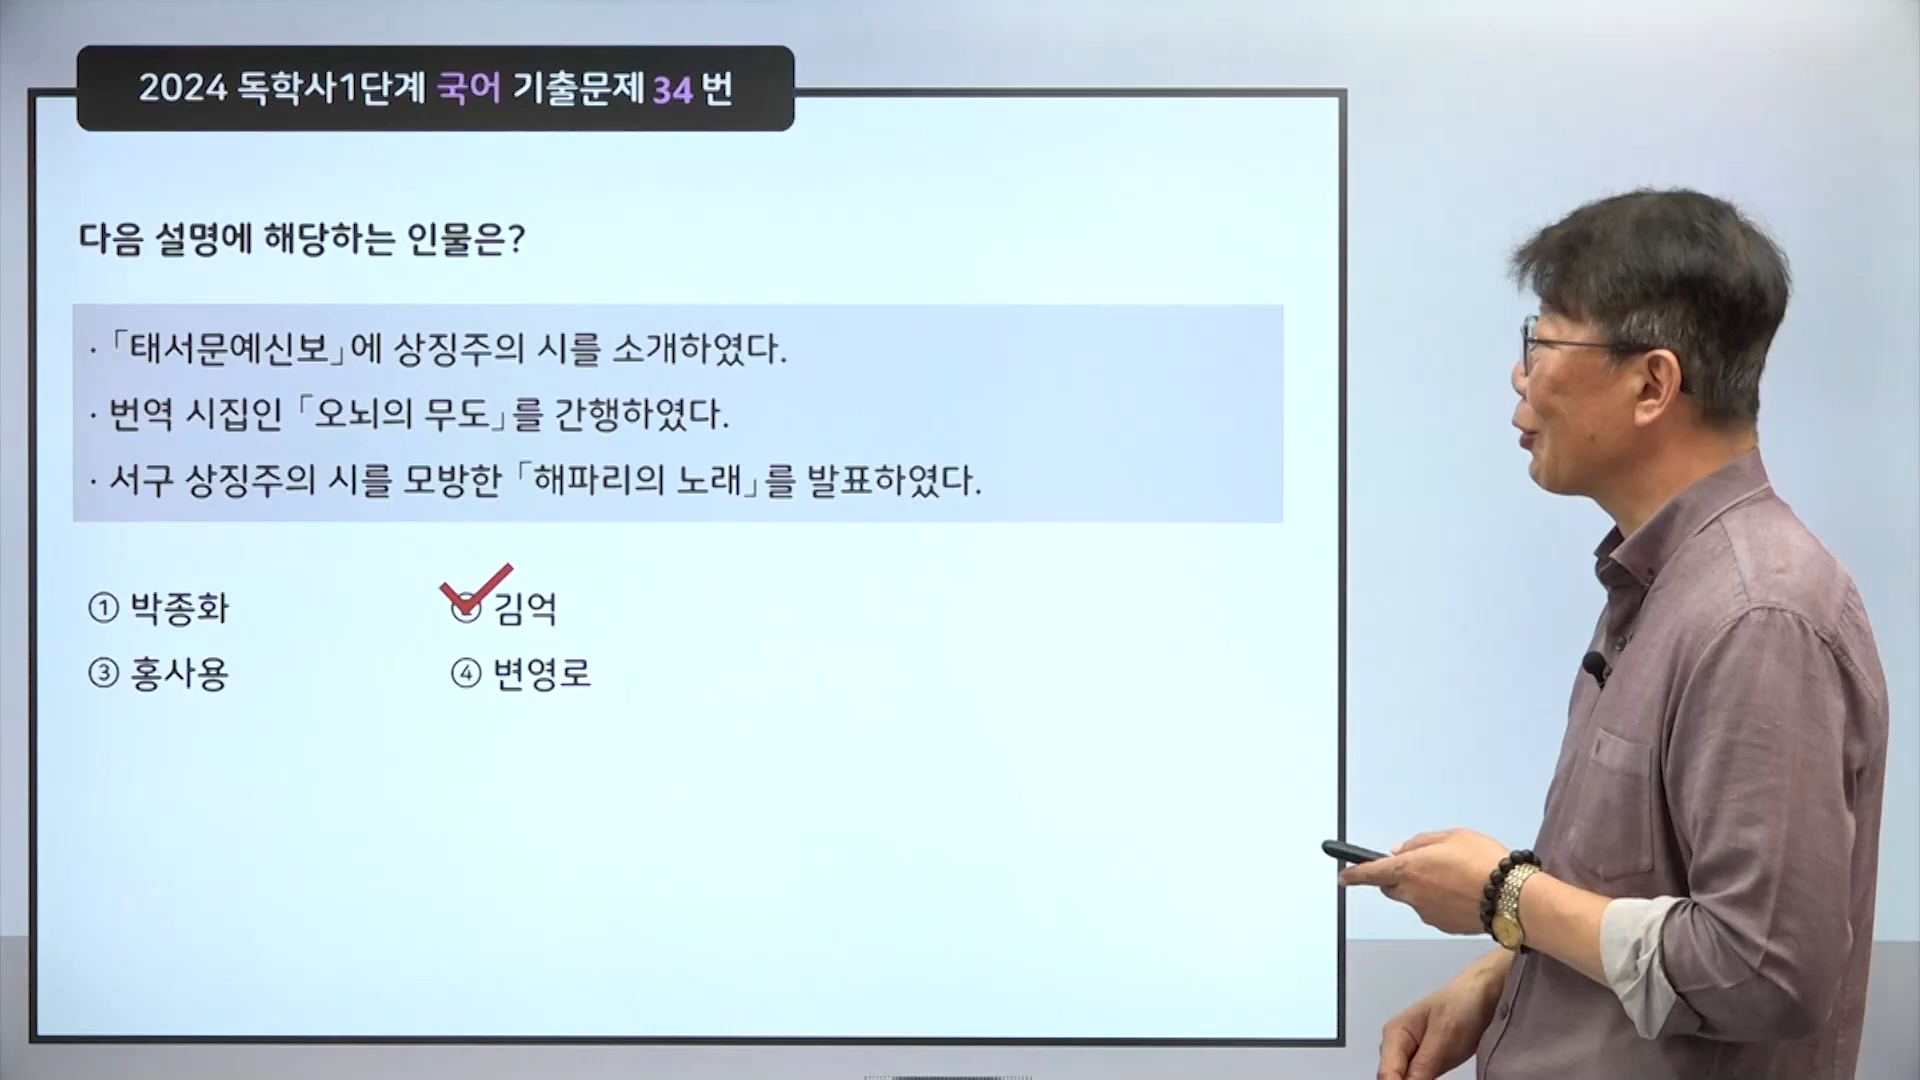 2024 독학사1단계 국어 기출문제 34 번
다음 설명에 해당하는 인물은?
· 「태서문예신보」에 상징주의 시를 소개하였다.
· 번역 시집인 「오뇌의 무도」를 간행하였다.
· 서구 상징주의 시를 모방한 「해파리의 노래」를 발표하였다.
① 박종화
② 김억
③ 홍사용
④ 변영로